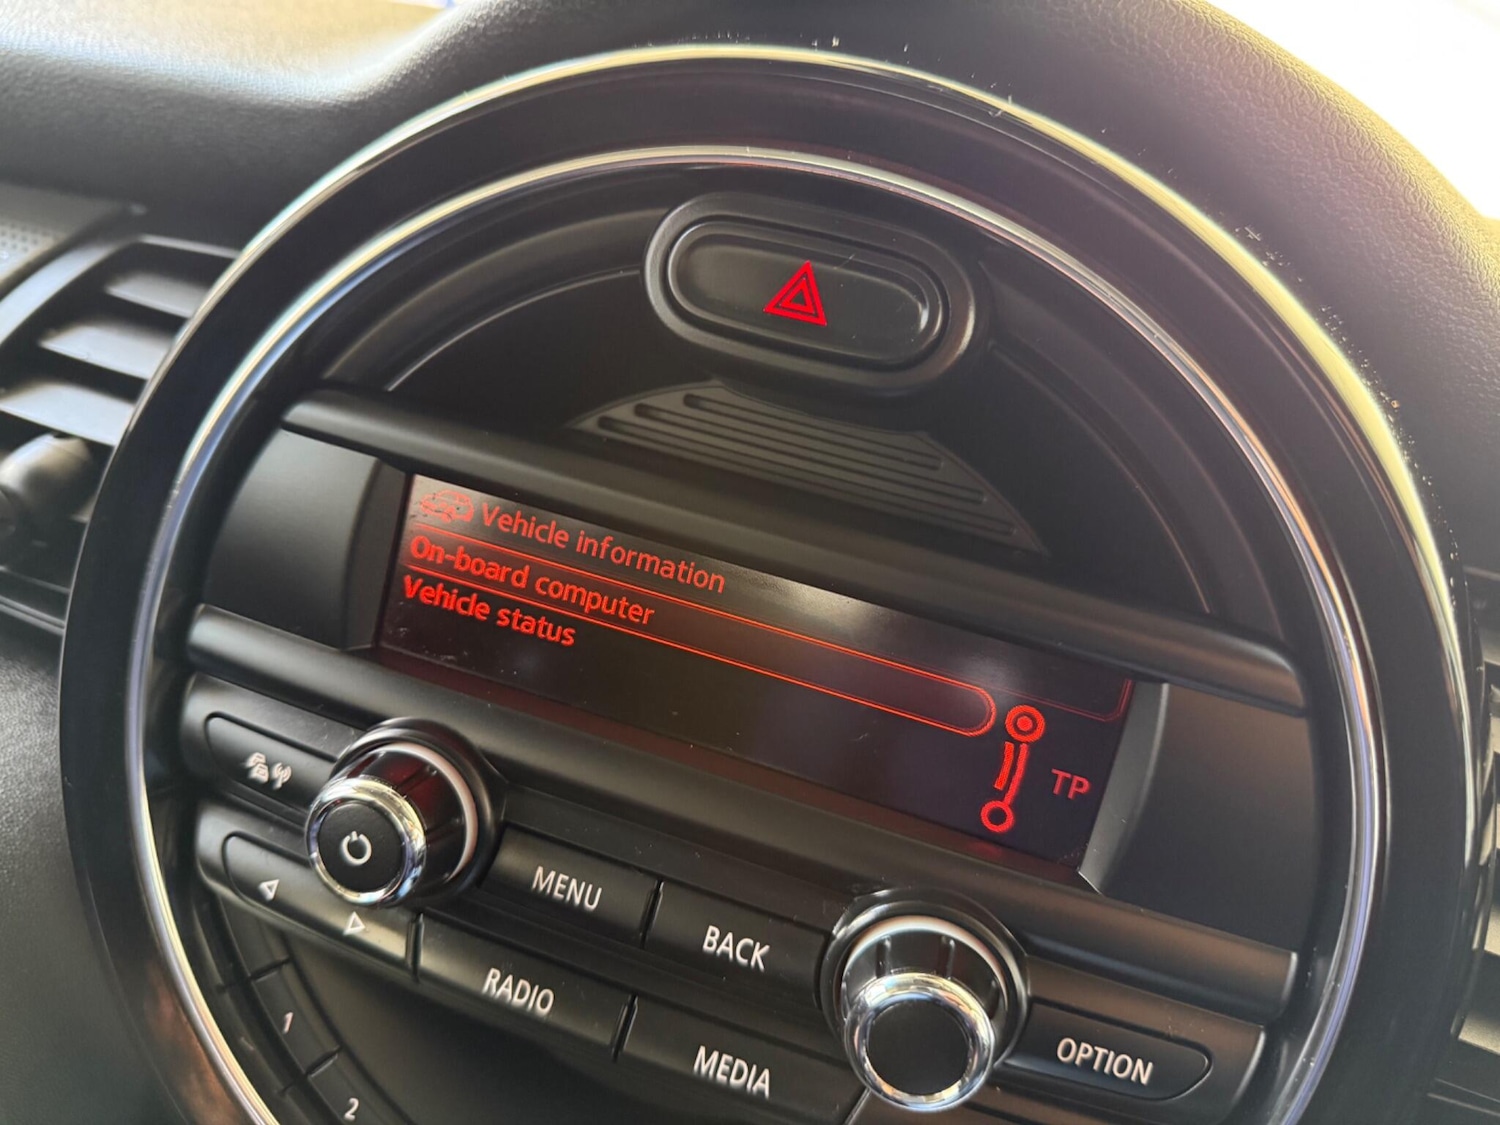 Vehicle information
On-board computer
Vehicle status
TP
MENU
BACK
RADIO
MEDIA
OPTION
1
2